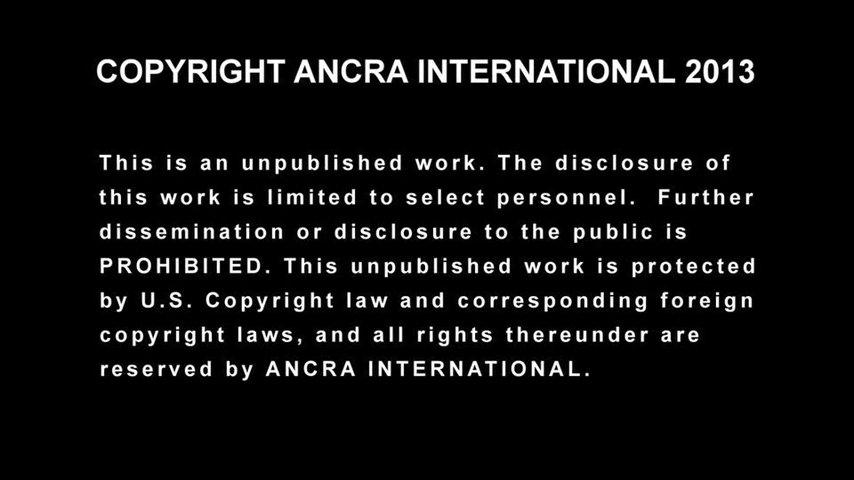 COPYRIGHT ANCRA INTERNATIONAL 2013
This is an unpublished work. The disclosure of
this work is limited to select personnel. Further
dissemination or disclosure to the public is
PROHIBITED. This unpublished work is protected
by U.S. Copyright law and corresponding foreign
copyright laws, and all rights thereunder are
reserved by ANCRA INTERNATIONAL.